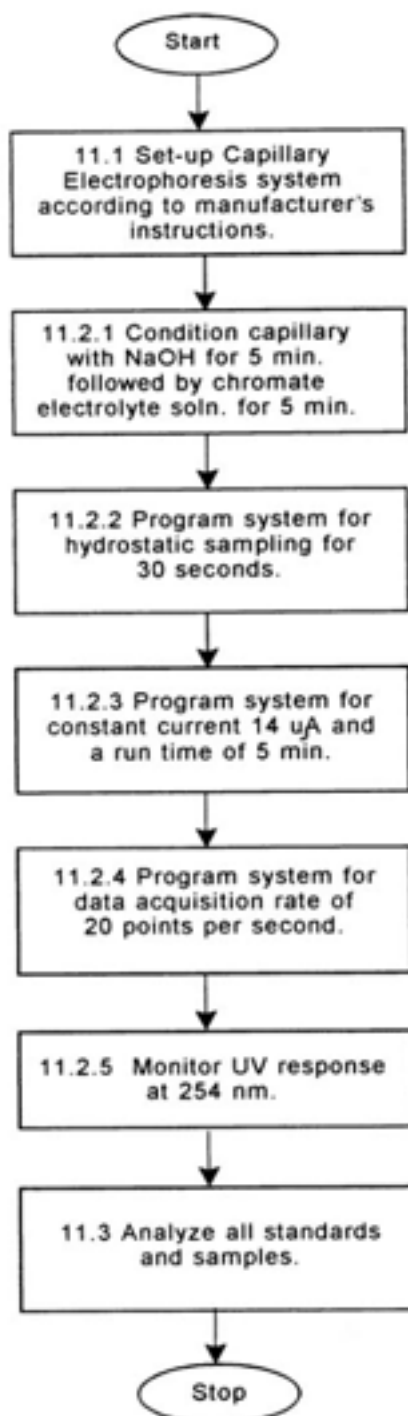 Start
11.1 Set-up Capillary
Electrophoresis system
according to manufacturer's
instructions.
11.2.1 Condition capillary
with NaOH for 5 min.
followed by chromate
electrolyte soln. for 5 min.
11.2.2 Program system for
hydrostatic sampling for
30 seconds.
11.2.3 Program system for
constant current 14 uA and
a run time of 5 min.
11.2.4 Program system for
data acquisition rate of
20 points per second.
11.2.5 Monitor UV response
at 254 nm.
11.3 Analyze all standards
and samples.
Stop